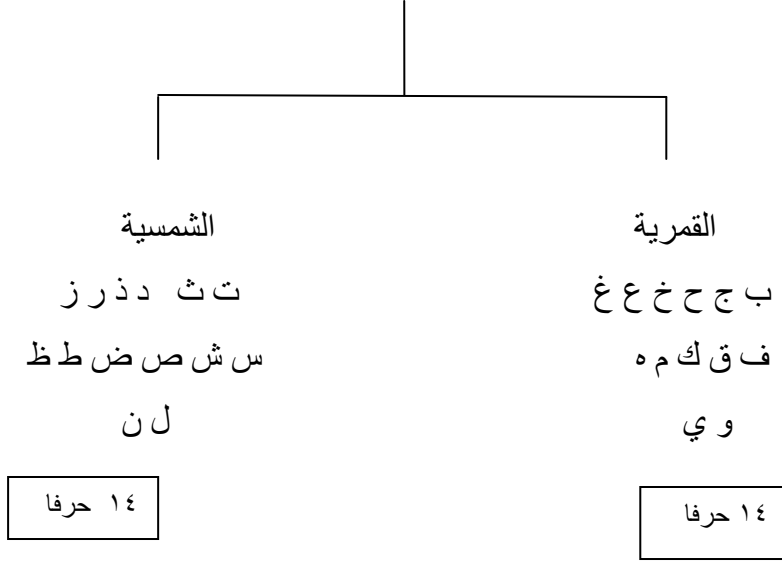 القمرية
ب ج ح خ ع غ
ف ق ك م ه
و ي
١٤ حرفا
الشمسية
ت ث د ذ ر ز
س ش ص ض ط ظ
ل ن
١٤ حرفا